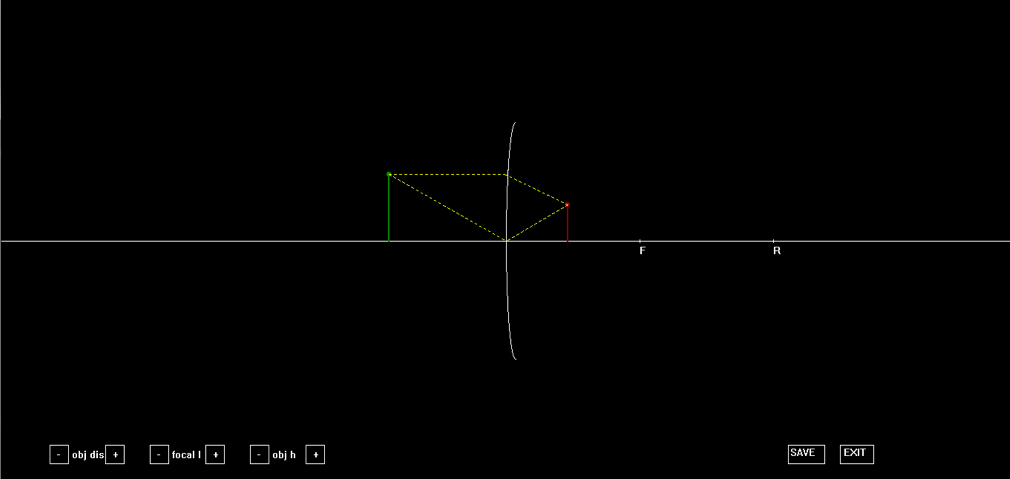 F R
- obj dis + - focal l + - obj h + SAVE EXIT